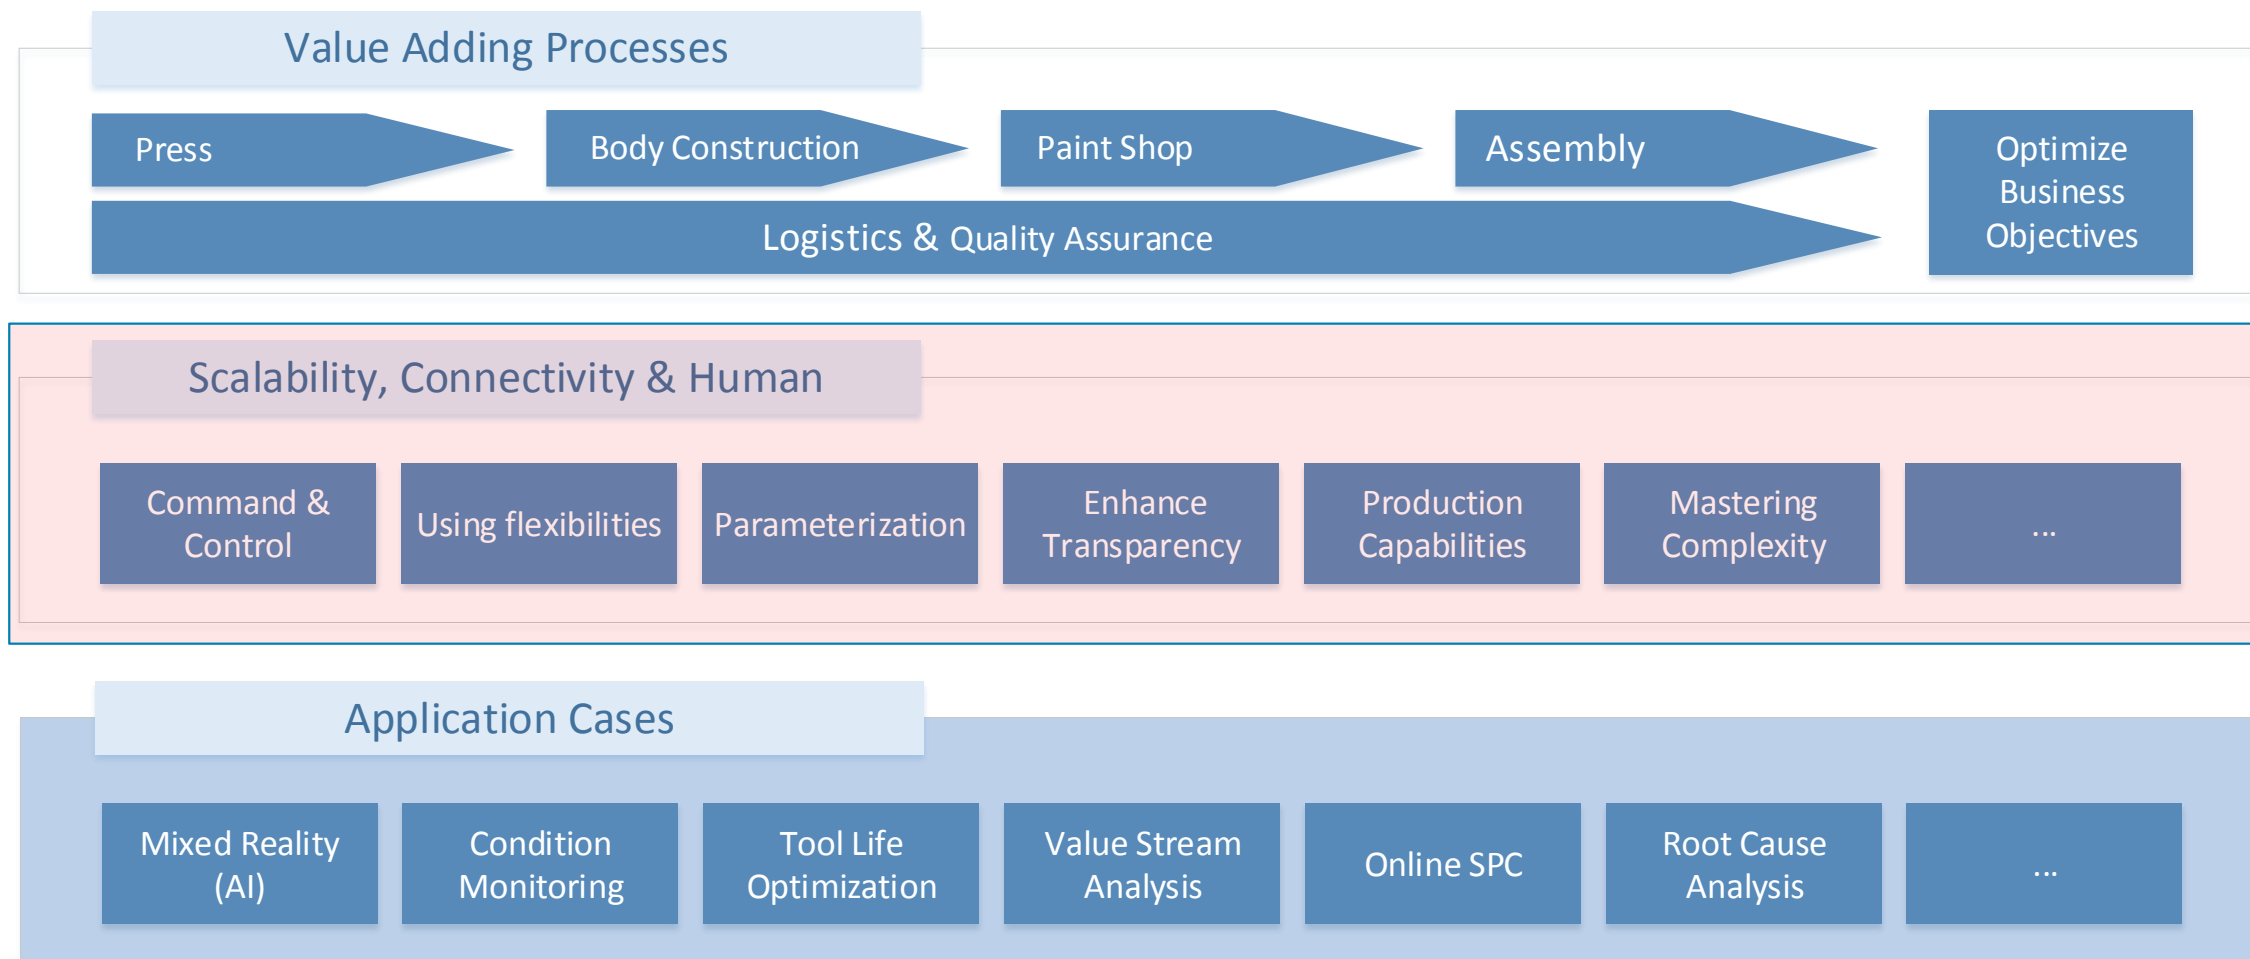 Value Adding Processes
Press
Body Construction
Paint Shop
Assembly
Optimize
Business
Objectives
Logistics & Quality Assurance
Scalability, Connectivity & Human
Command &
Control
Using flexibilities
Parameterization
Enhance
Transparency
Production
Capabilities
Mastering
Complexity
...
Application Cases
Mixed Reality
(AI)
Condition
Monitoring
Tool Life
Optimization
Value Stream
Analysis
Online SPC
Root Cause
Analysis
...